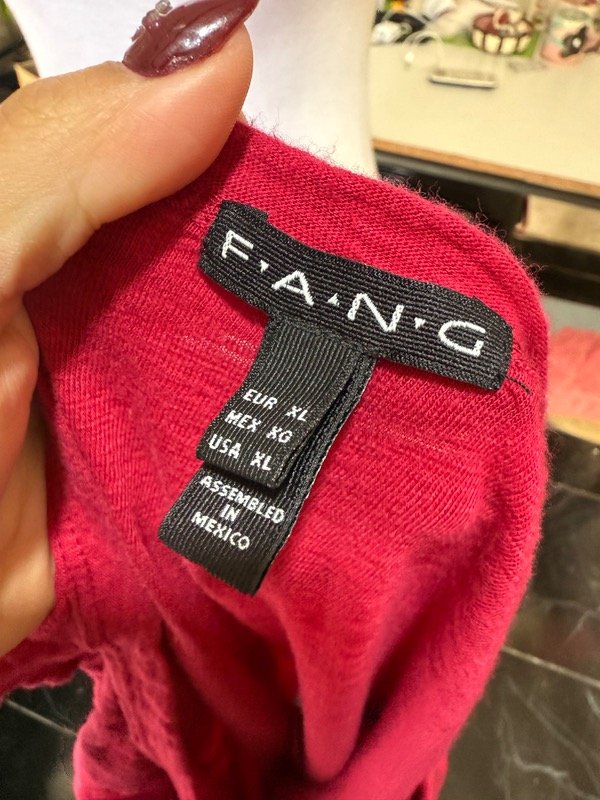 F·A·N·G
EUR XL
MEX XG
USA XL
ASSEMBLED
IN
MEXICO